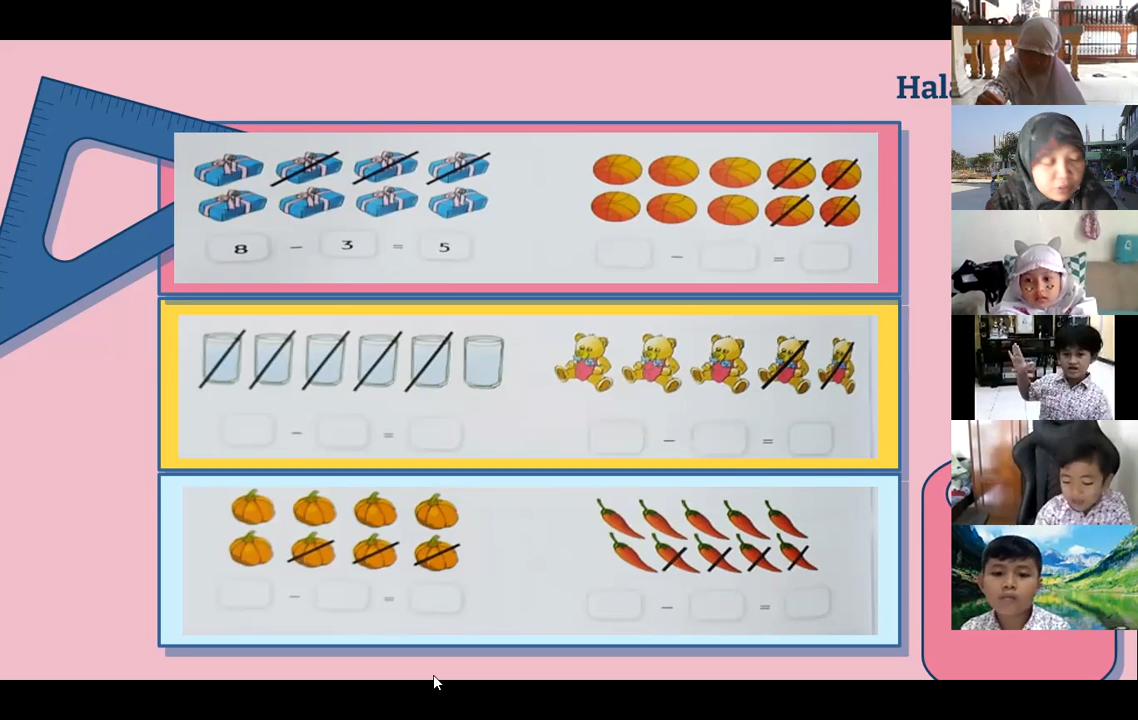 Hala
8 - 3 = 5
- =
- =
- =
- =
- =